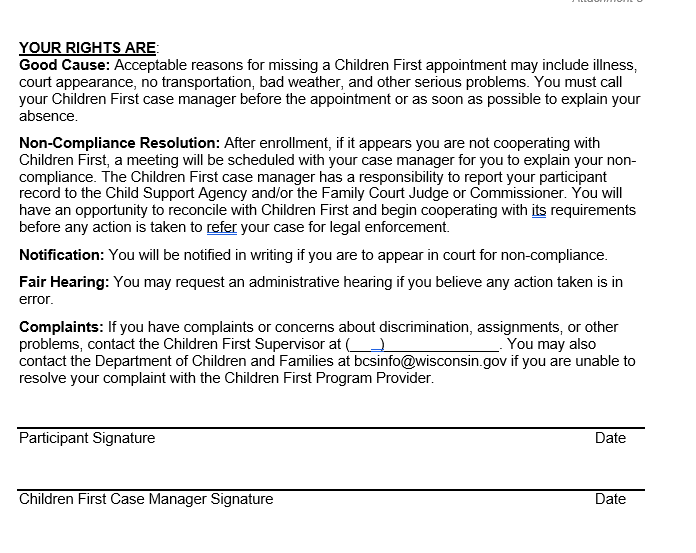 Attachment 3
YOUR RIGHTS ARE:
Good Cause: Acceptable reasons for missing a Children First appointment may include illness,
court appearance, no transportation, bad weather, and other serious problems. You must call
your Children First case manager before the appointment or as soon as possible to explain your
absence.
Non-Compliance Resolution: After enrollment, if it appears you are not cooperating with
Children First, a meeting will be scheduled with your case manager for you to explain your non-
compliance. The Children First case manager has a responsibility to report your participant
record to the Child Support Agency and/or the Family Court Judge or Commissioner. You will
have an opportunity to reconcile with Children First and begin cooperating with its requirements
before any action is taken to refer your case for legal enforcement.
Notification: You will be notified in writing if you are to appear in court for non-compliance.
Fair Hearing: You may request an administrative hearing if you believe any action taken is in
error.
Complaints: If you have complaints or concerns about discrimination, assignments, or other
problems, contact the Children First Supervisor at (____)______________. You may also
contact the Department of Children and Families at bcsinfo@wisconsin.gov if you are unable to
resolve your complaint with the Children First Program Provider.
Participant Signature Date
Children First Case Manager Signature Date